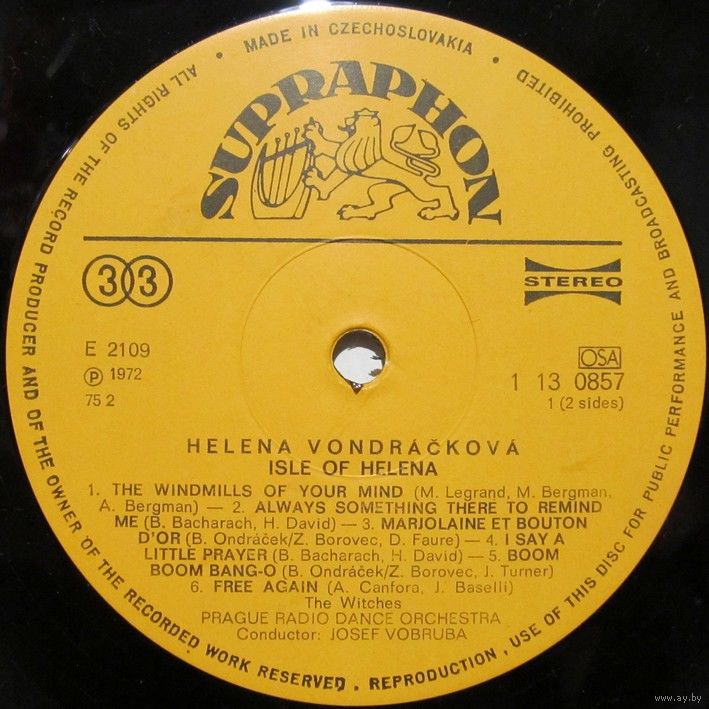 • MADE IN CZECHOSLOVAKIA •
ALL RIGHTS OF THE RECORD PRODUCER AND OF THE OWNER OF THE RECORDED WORK RESERVED. REPRODUCTION, USE OF THIS DISC FOR PUBLIC PERFORMANCE AND BROADCASTING PROHIBITED
SUPRAPHON
33
STEREO
E 2109
Ⓟ 1972
75 2
OSA
1 13 0857
1 (2 sides)
HELENA VONDRÁČKOVÁ
ISLE OF HELENA
1. THE WINDMILLS OF YOUR MIND (M. Legrand, M. Bergman,
A. Bergman) — 2. ALWAYS SOMETHING THERE TO REMIND
ME (B. Bacharach, H. David) — 3. MARJOLAINE ET BOUTON
D'OR (B. Ondráček/Z. Borovec, D. Faure) — 4. I SAY A
LITTLE PRAYER (B. Bacharach, H. David) — 5. BOOM
BOOM BANG-O (B. Ondráček/Z. Borovec, J. Turner)
6. FREE AGAIN (A. Canfora, J. Baselli)
The Witches
PRAGUE RADIO DANCE ORCHESTRA
Conductor: JOSEF VOBRUBA
www.ay.by